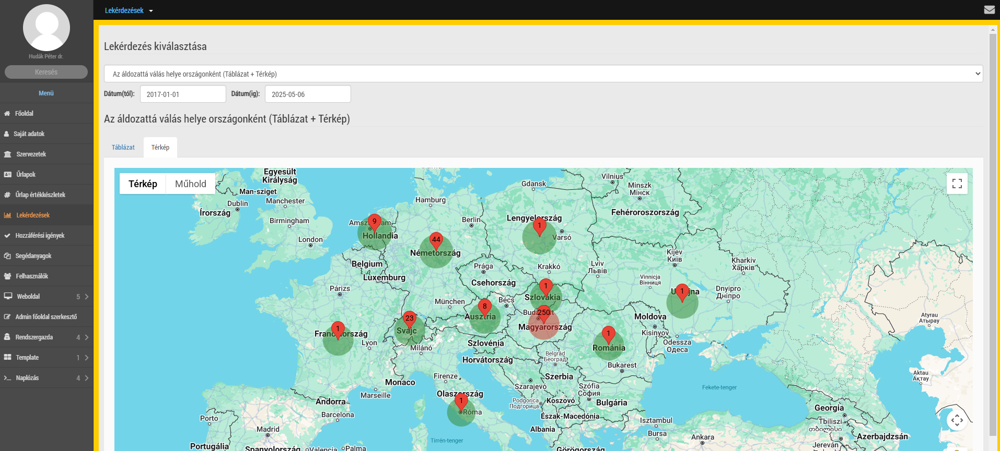 Hudák Péter dr.
Keresés
Menü
Főoldal
Saját adatok
Szervezetek
Űrlapok
Űrlap értékkészletek
Lekérdezések
Hozzáférési igények
Segédanyagok
Felhasználók
Weboldal 5
Admin főoldal szerkesztő
Rendszergazda 4
Template 1
Naplózás 4
Lekérdezések
Lekérdezés kiválasztása
Az áldozattá válás helye országonként (Táblázat + Térkép)
Dátum(tól): 2017-01-01 Dátum(ig): 2025-05-06
Az áldozattá válás helye országonként (Táblázat + Térkép)
Táblázat Térkép
Térkép Műhold
Egyesült
Királyság
Man-sziget
Manchester
Dublin
Írország
Birmingham
London
Hamburg
Gdansk
Vilnius
Minszk
Мінск
Fehéroroszország
Berlin
Lengyelország
1
Varsó
9
Hollandia
44
Németország
Belgium
Luxemburg
Prága
Krakkó
Lviv
Львів
Kijev
Київ
Kharkiv
Харків
Vinnicja
Вінниця
Csehország
Párizs
München
Bécs
1
Szlovákia
1
Dnyipro
Дніпро
8
Ausztria
250
Magyarország
23
Svájc
1
Franciaország
Lyon
Milánó
Szlovénia
Horvátország
Moldova
Kisinyov
Odessza
Одеса
1
Románia
Belgrád
Београд
Bukarest
Szerbia
Atyrau
Атырау
Aktau
Ақтау
Firenze
Monaco
Marseille
Olaszország
1
Róma
Szarajevó
Szófia
София
Podgorica
Подгорица
Koszovó
Bulgária
Fekete-tenger
Andorra
Barcelona
Észak-Macedónia
Albania
Isztambul
Bursa
Ankara
Georgia
Tbiliszi
თბილისი
Azerbajdzsán
Jereván
Porto
Madrid
Portugália
Spanyolország
Valencia
Palma
Tirrén-tenger
Görögország